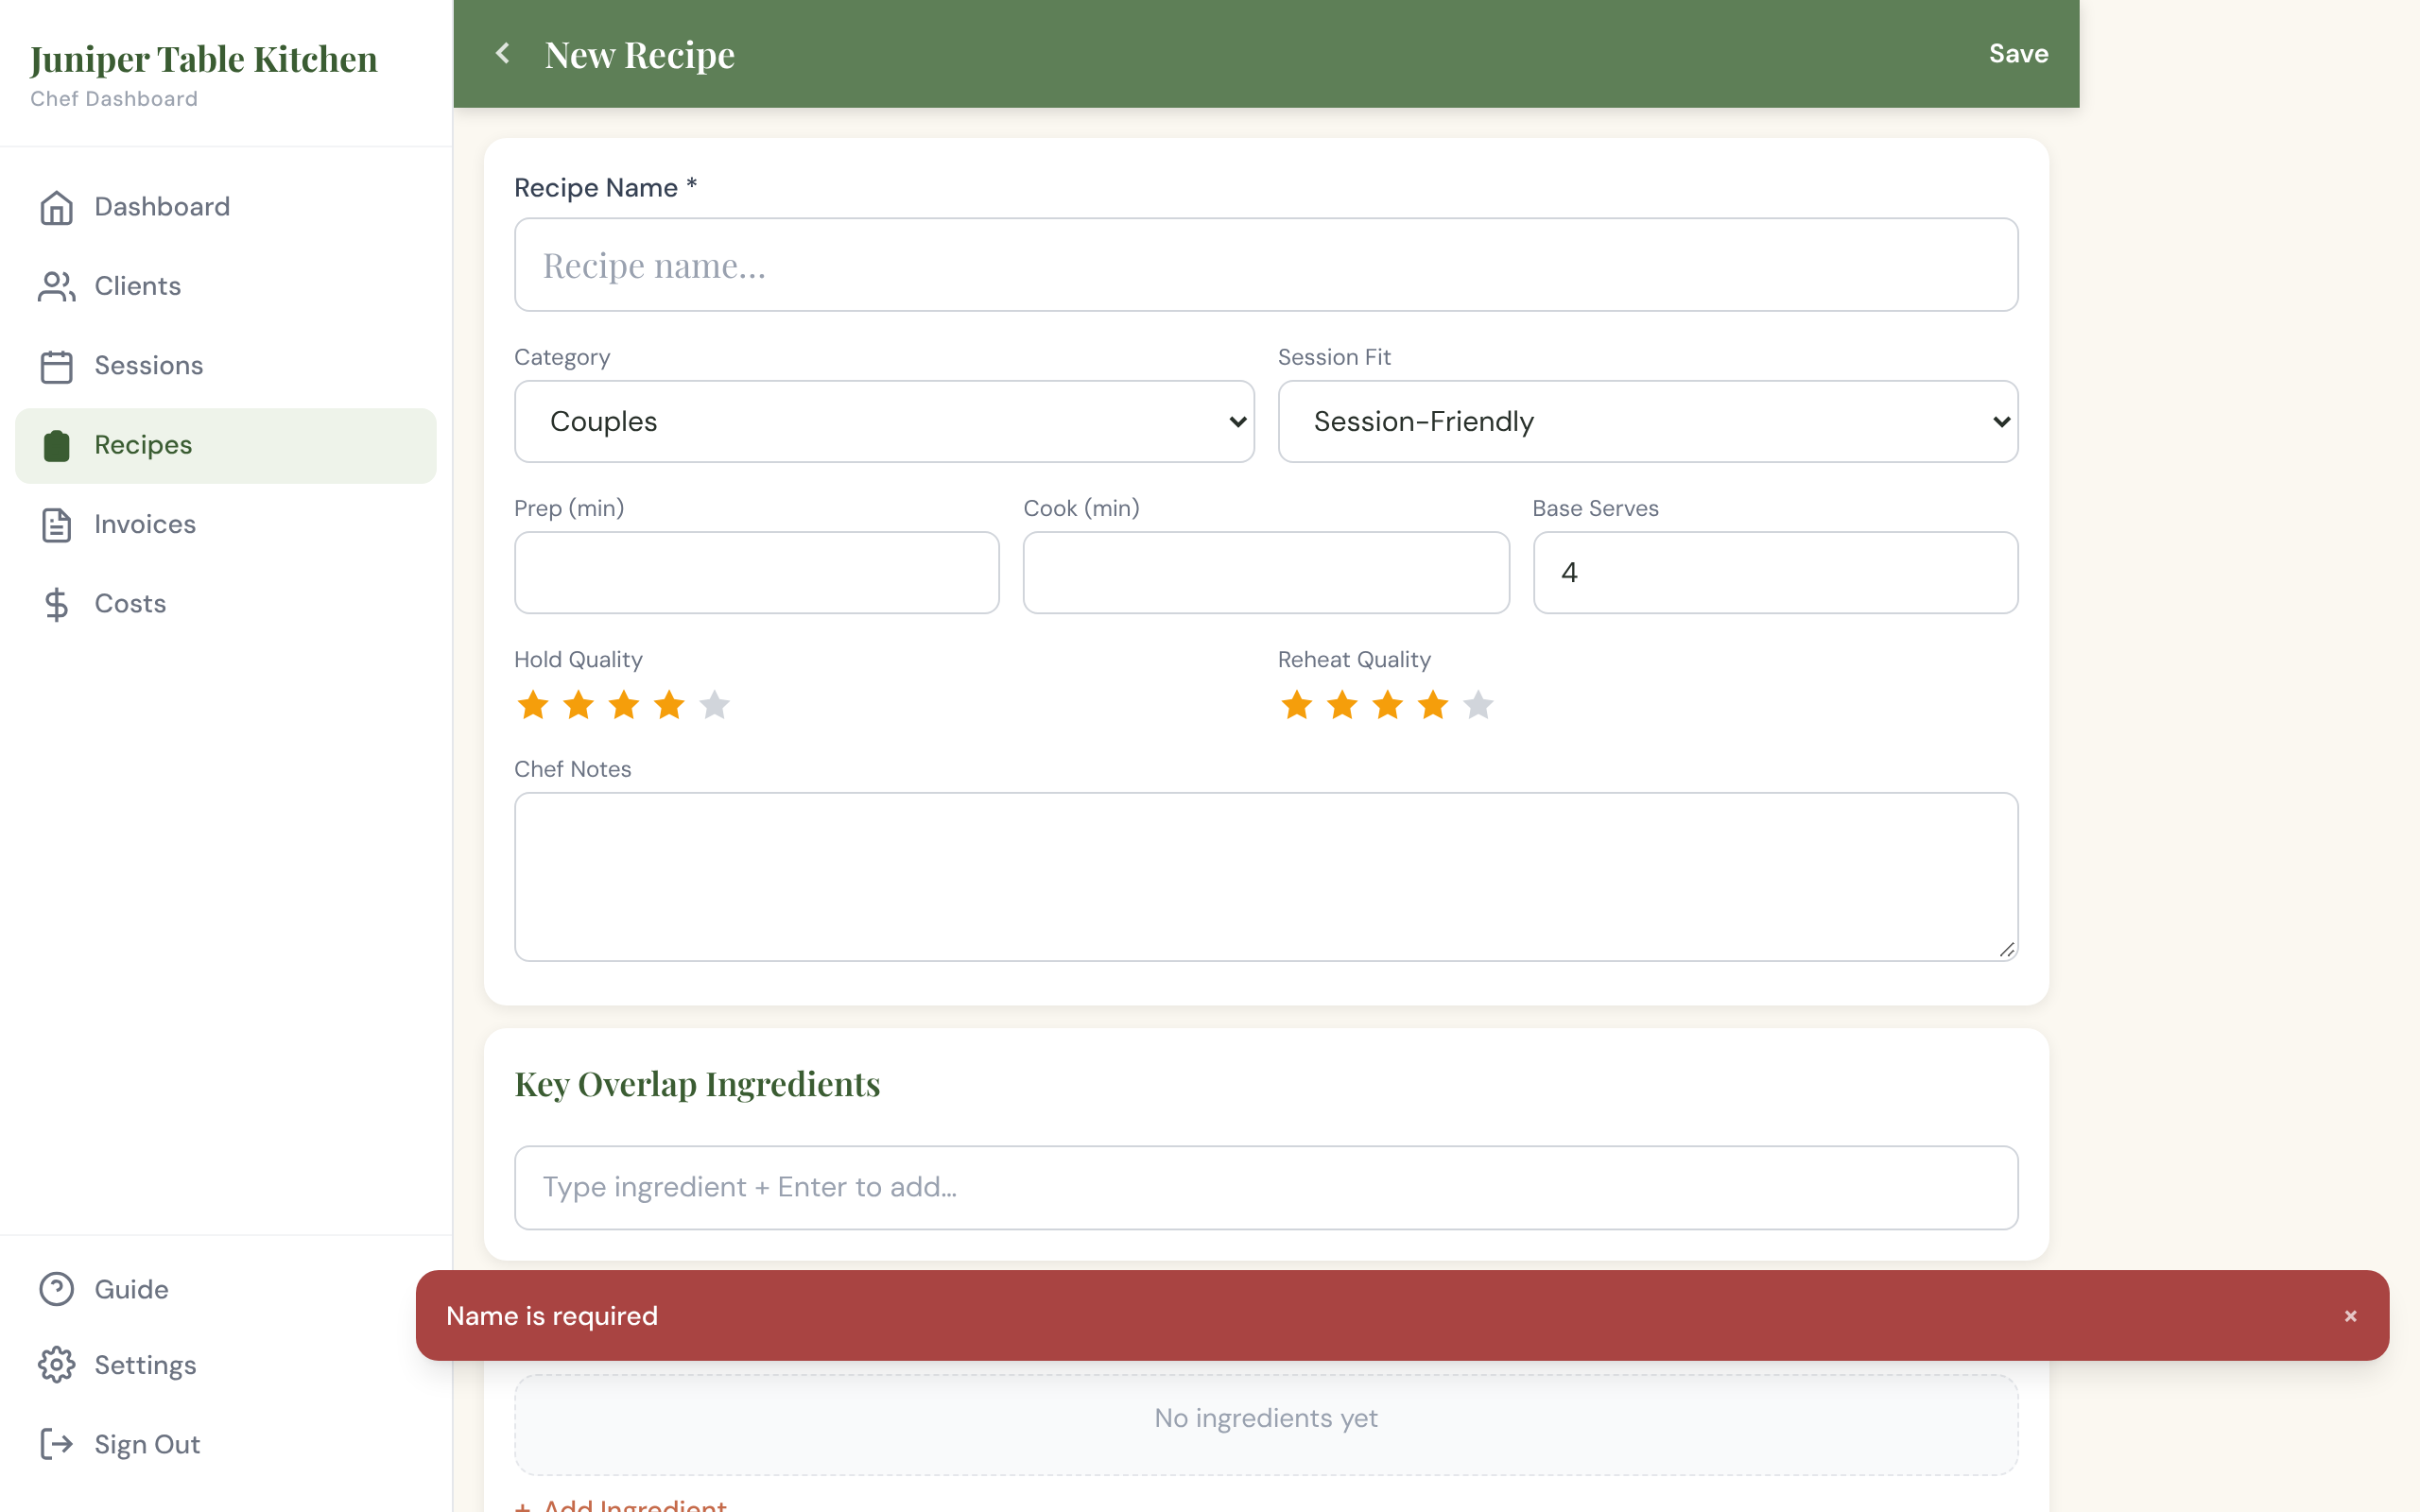 Juniper Table Kitchen
Chef Dashboard
Dashboard
Clients
Sessions
Recipes
Invoices
Costs
Guide
Settings
Sign Out
New Recipe
Save
Recipe Name *
Recipe name...
Category
Session Fit
Couples
Session-Friendly
Prep (min)
Cook (min)
Base Serves
4
Hold Quality
Reheat Quality
Chef Notes
Key Overlap Ingredients
Type ingredient + Enter to add...
Name is required
×
No ingredients yet
+ Add Ingredient